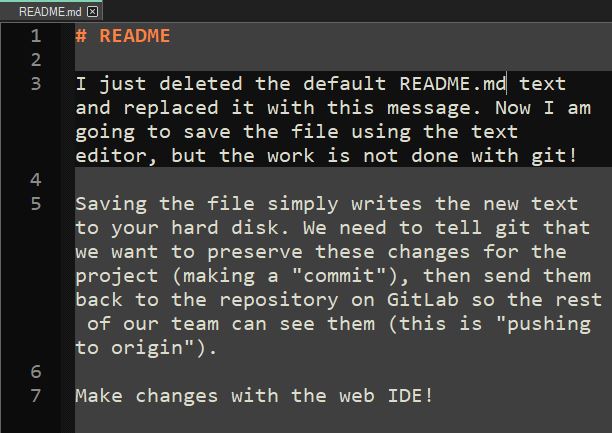 README.md
1 # README
2
3 I just deleted the default README.md text
and replaced it with this message. Now I am
going to save the file using the text
editor, but the work is not done with git!
4
5 Saving the file simply writes the new text
to your hard disk. We need to tell git that
we want to preserve these changes for the
project (making a "commit"), then send them
back to the repository on GitLab so the rest
of our team can see them (this is "pushing
to origin").
6
7 Make changes with the web IDE!